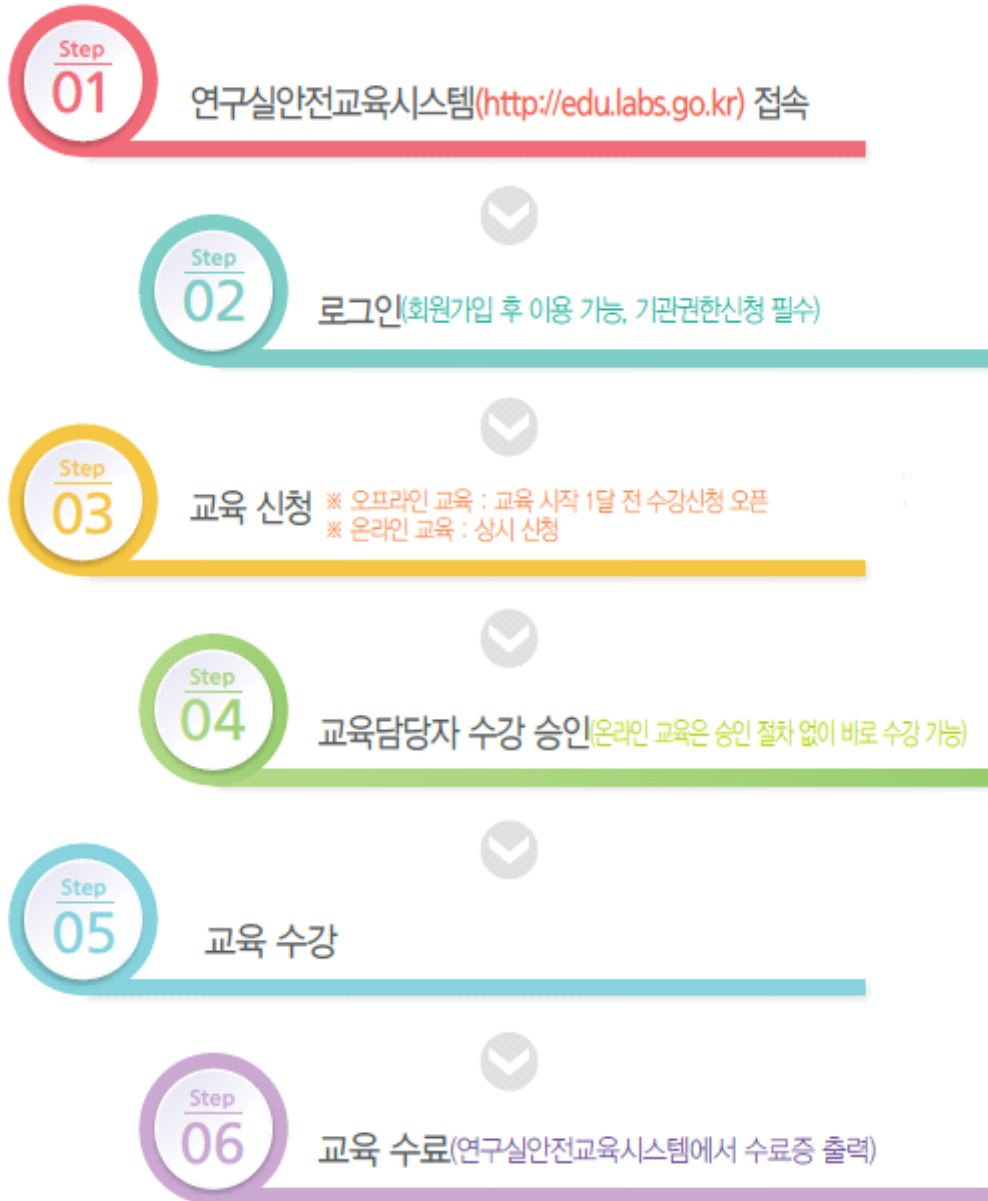 Step
01
연구실안전교육시스템(http://edu.labs.go.kr) 접속
Step
02
로그인(회원가입 후 이용 가능, 기관권한신청 필수)
Step
03
교육 신청 ※ 오프라인 교육 : 교육 시작 1달 전 수강신청 오픈
※ 온라인 교육 : 상시 신청
Step
04
교육담당자 수강 승인(온라인 교육은 승인 절차 없이 바로 수강 가능)
Step
05
교육 수강
Step
06
교육 수료(연구실안전교육시스템에서 수료증 출력)